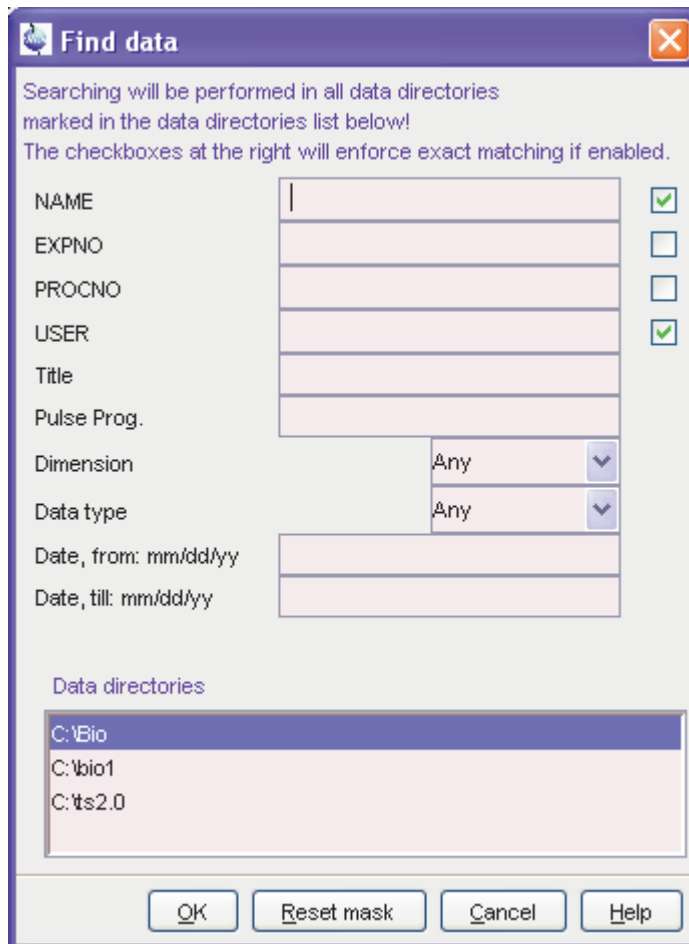 Find data
Searching will be performed in all data directories
marked in the data directories list below!
The checkboxes at the right will enforce exact matching if enabled.
NAME
EXPNO
PROCNO
USER
Title
Pulse Prog.
Dimension Any
Data type Any
Date, from: mm/dd/yy
Date, till: mm/dd/yy
Data directories
C:\Bio
C:\bio1
C:\ts2.0
OK Reset mask Cancel Help